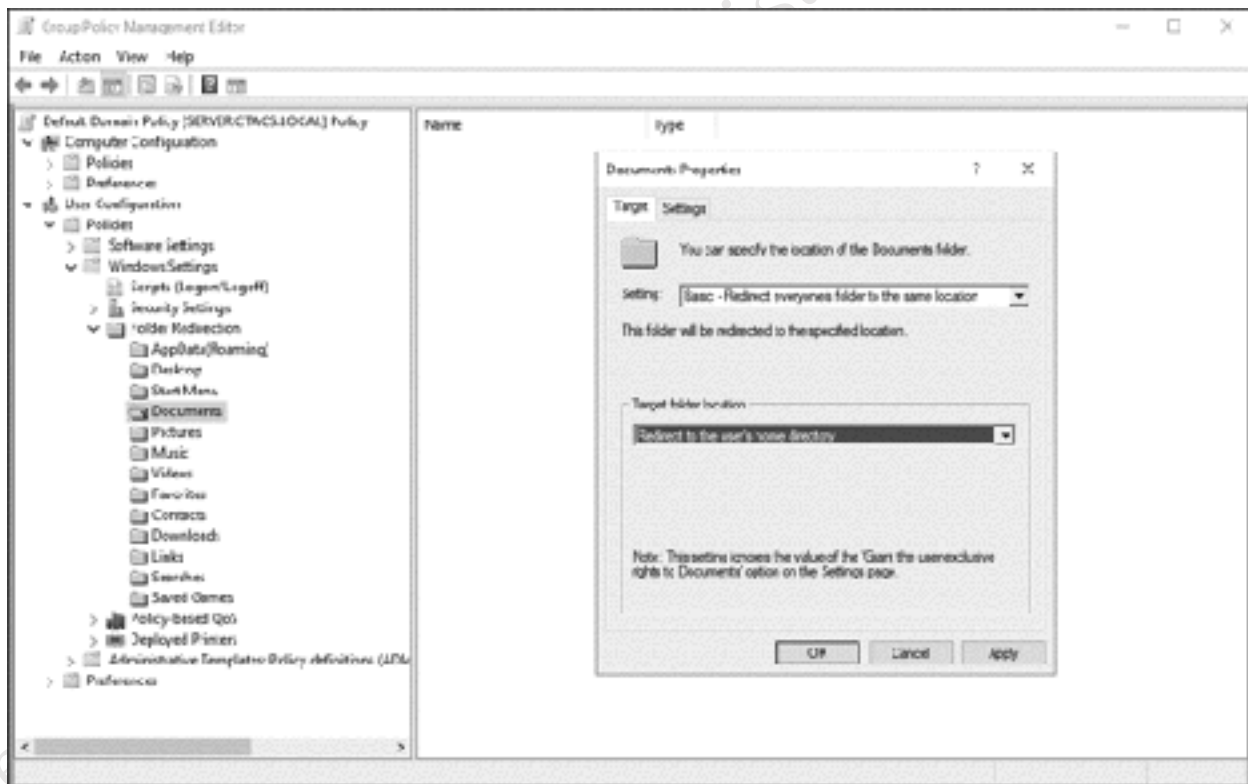 Group Policy Management Editor
File Action View Help
Default Domain Policy [SERVER.CTACS.LOCAL] Policy
Computer Configuration
Policies
Preferences
User Configuration
Policies
Software Settings
Windows Settings
Scripts (Logon/Logoff)
Security Settings
Folder Redirection
AppData(Roaming)
Desktop
Start Menu
Documents
Pictures
Music
Videos
Favorites
Contacts
Downloads
Links
Searches
Saved Games
Policy-based QoS
Deployed Printers
Administrative Templates: Policy definitions (ADM
Preferences
Name Type
Documents Properties ?
Target Settings
You can specify the location of the Documents folder.
Setting: Basic - Redirect everyone's folder to the same location
This folder will be redirected to the specified location.
Target folder location
Redirect to the user's home directory
Note: This setting ignores the value of the 'Grant the user exclusive
rights to Documents' option on the Settings page.
OK Cancel Apply